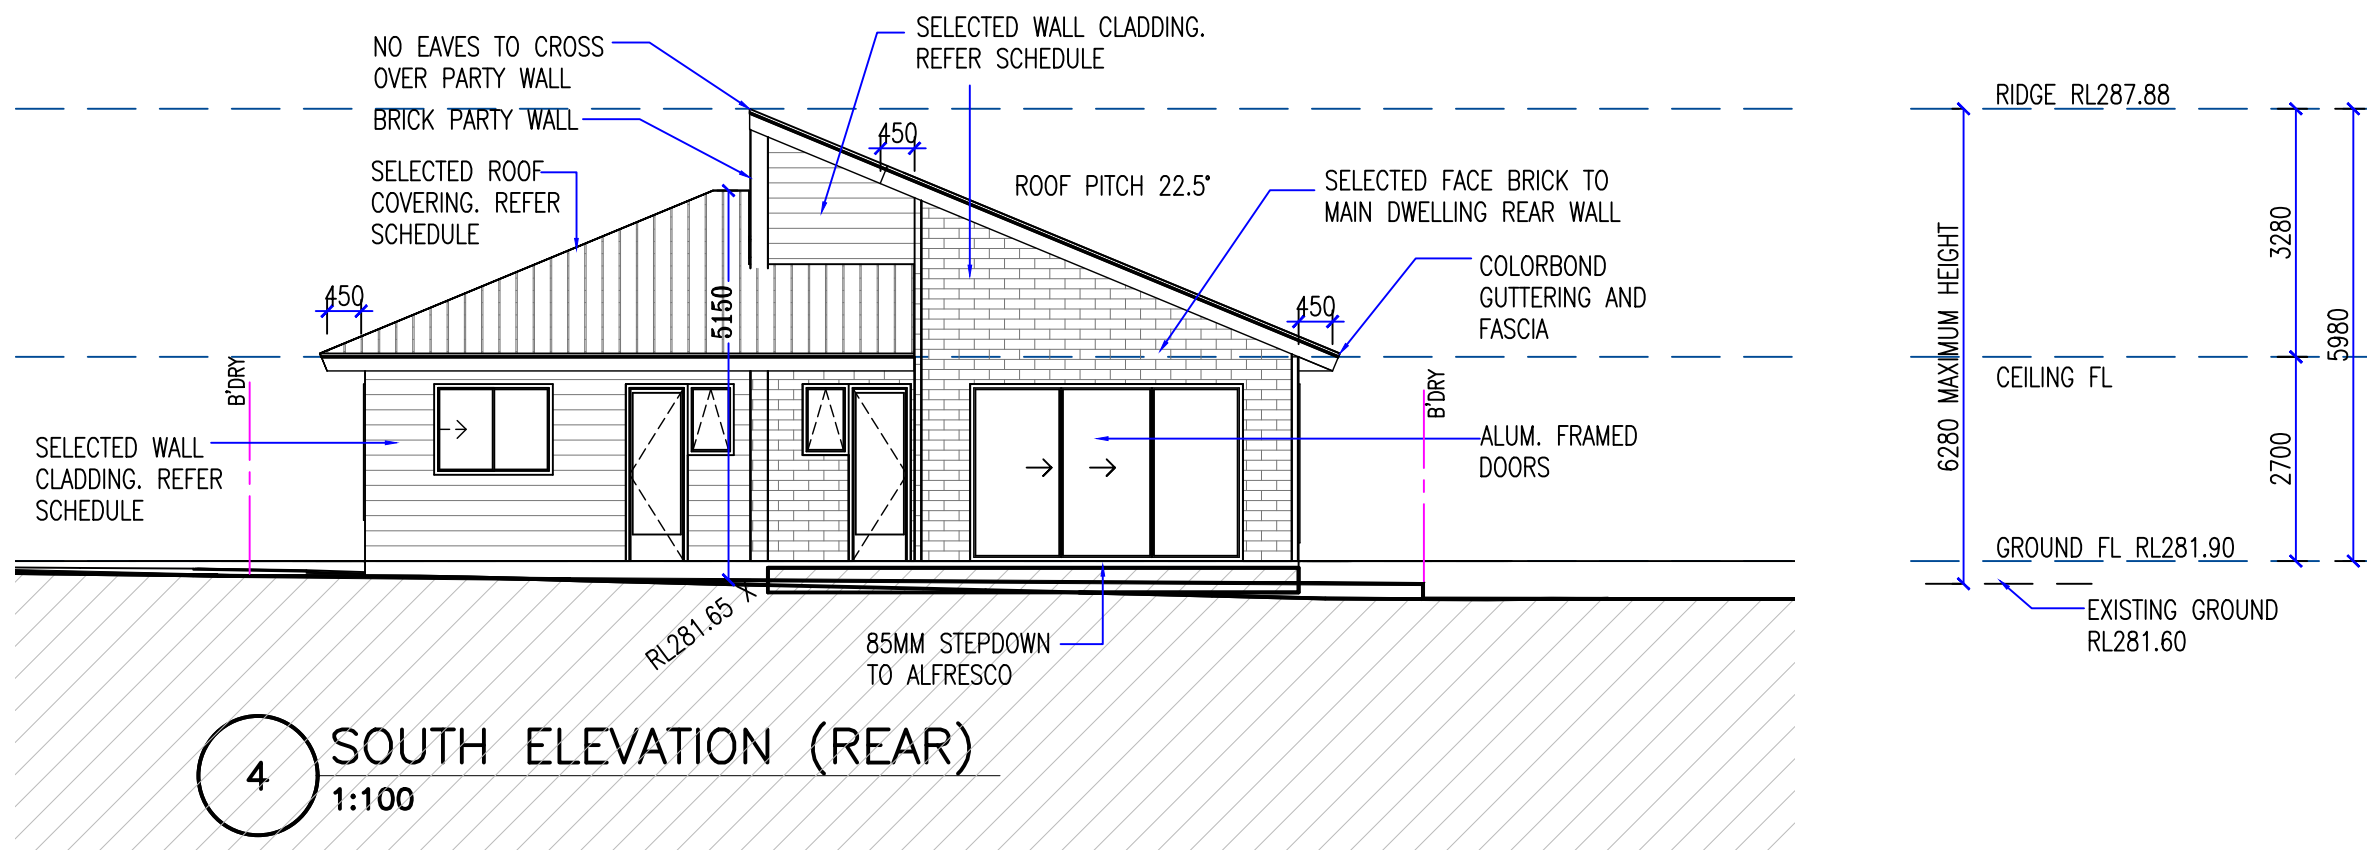 NO EAVES TO CROSS
OVER PARTY WALL
BRICK PARTY WALL
SELECTED ROOF
COVERING. REFER
SCHEDULE
SELECTED WALL CLADDING.
REFER SCHEDULE
450
ROOF PITCH 22.5°
SELECTED FACE BRICK TO
MAIN DWELLING REAR WALL
COLORBOND
GUTTERING AND
FASCIA
450
450
5150
B'DRY
B'DRY
SELECTED WALL
CLADDING. REFER
SCHEDULE
ALUM. FRAMED
DOORS
RL281.65
85MM STEPDOWN
TO ALFRESCO
RIDGE RL287.88
6280 MAXIMUM HEIGHT
3280
5980
CEILING FL
2700
GROUND FL RL281.90
EXISTING GROUND
RL281.60
4
SOUTH ELEVATION (REAR)
1:100